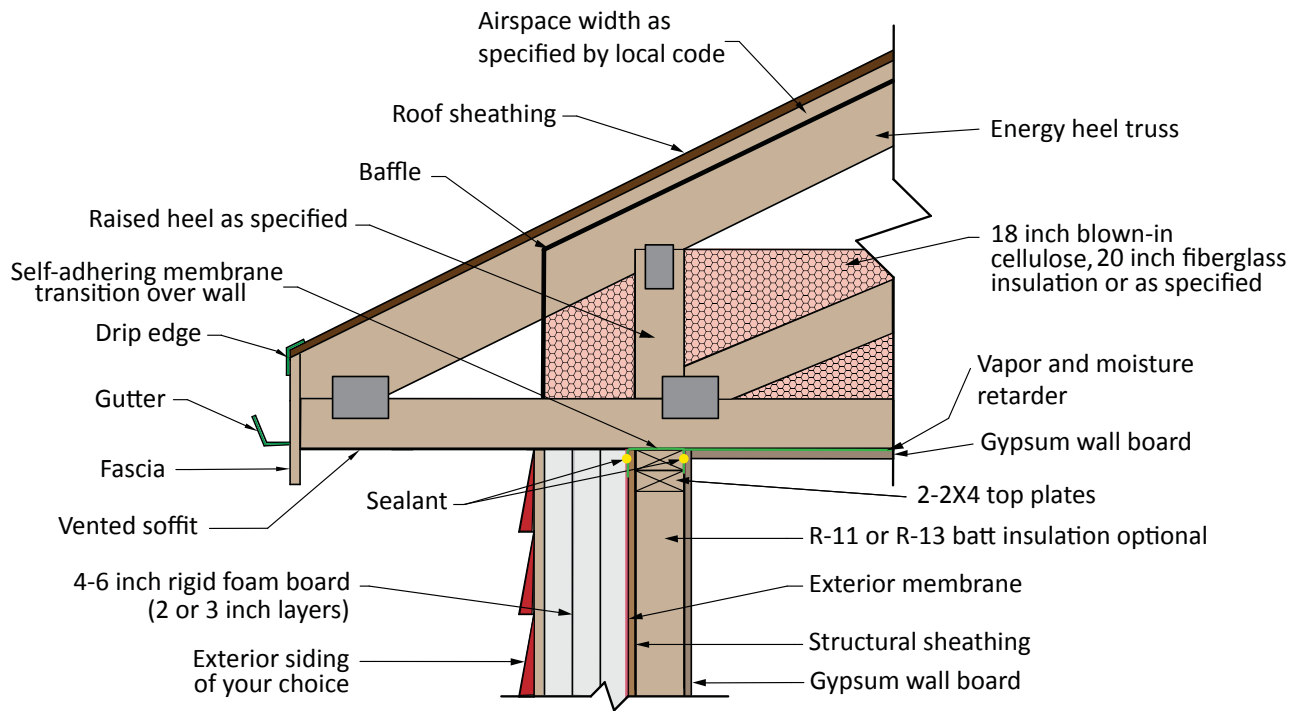 Airspace width as
specified by local code
Roof sheathing
Energy heel truss
Baffle
Raised heel as specified
18 inch blown-in
cellulose, 20 inch fiberglass
insulation or as specified
Self-adhering membrane
transition over wall
Drip edge
Vapor and moisture
retarder
Gutter
Gypsum wall board
Fascia
Sealant
2-2X4 top plates
Vented soffit
R-11 or R-13 batt insulation optional
4-6 inch rigid foam board
(2 or 3 inch layers)
Exterior membrane
Structural sheathing
Exterior siding
of your choice
Gypsum wall board